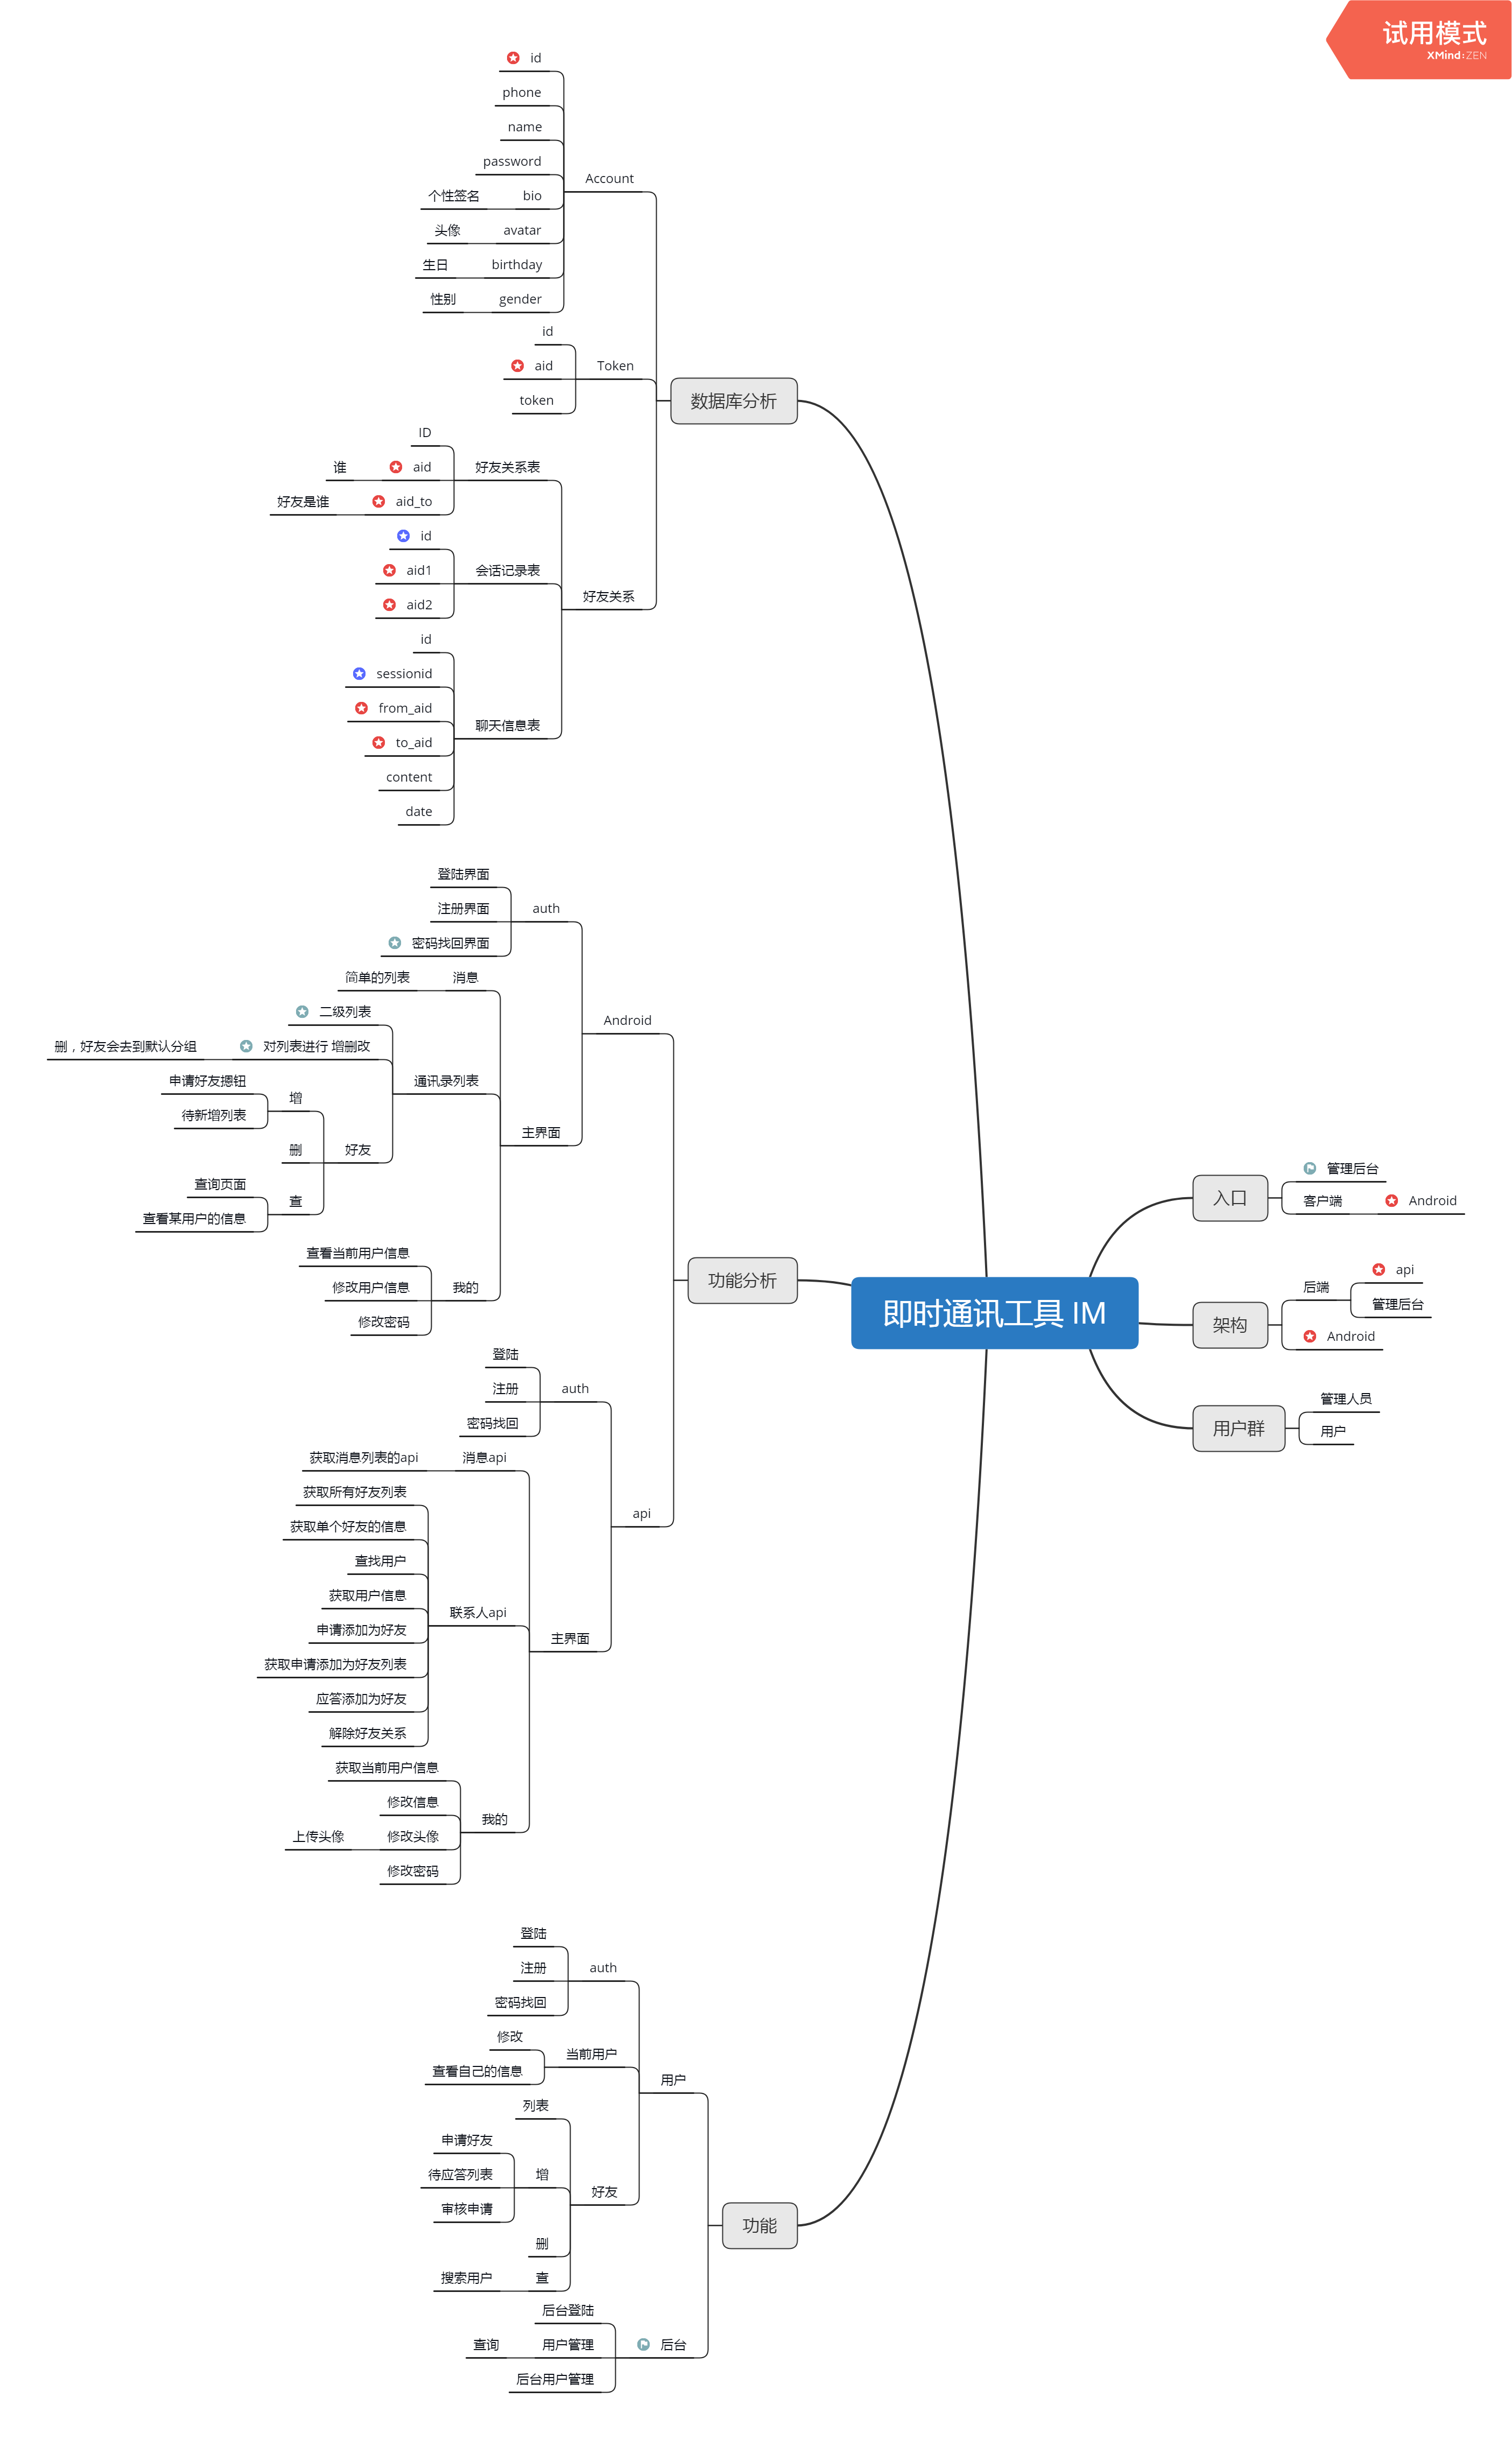 试用模式
XMind:ZEN
id
phone
name
password
Account
个性签名 bio
头像 avatar
生日 birthday
性别 gender
id
aid
Token
token
数据库分析
ID
谁 aid
好友关系表
好友是谁 aid_to
id
aid1
会话记录表
aid2
好友关系
id
sessionid
from_aid
聊天信息表
to_aid
content
date
登陆界面
注册界面
auth
密码找回界面
简单的列表 消息
二级列表
Android
删，好友会去到默认分组 对列表进行 增删改
申请好友摁钮
通讯录列表
增
待新增列表
主界面
删
好友
查询页面
查
查看某用户的信息
查看当前用户信息
修改用户信息
我的
修改密码
功能分析
登陆
注册
auth
密码找回
获取消息列表的api 消息api
获取所有好友列表
api
获取单个好友的信息
查找用户
获取用户信息
联系人api
申请添加为好友
主界面
获取申请添加为好友列表
应答添加为好友
解除好友关系
获取当前用户信息
修改信息
我的
上传头像 修改头像
修改密码
登陆
注册
auth
密码找回
修改
当前用户
查看自己的信息
用户
列表
申请好友
待应答列表
增
好友
审核申请
功能
删
搜索用户 查
后台登陆
查询 用户管理 后台
后台用户管理
即时通讯工具 IM
管理后台
入口
客户端 Android
api
后端
管理后台
架构
Android
管理人员
用户群
用户